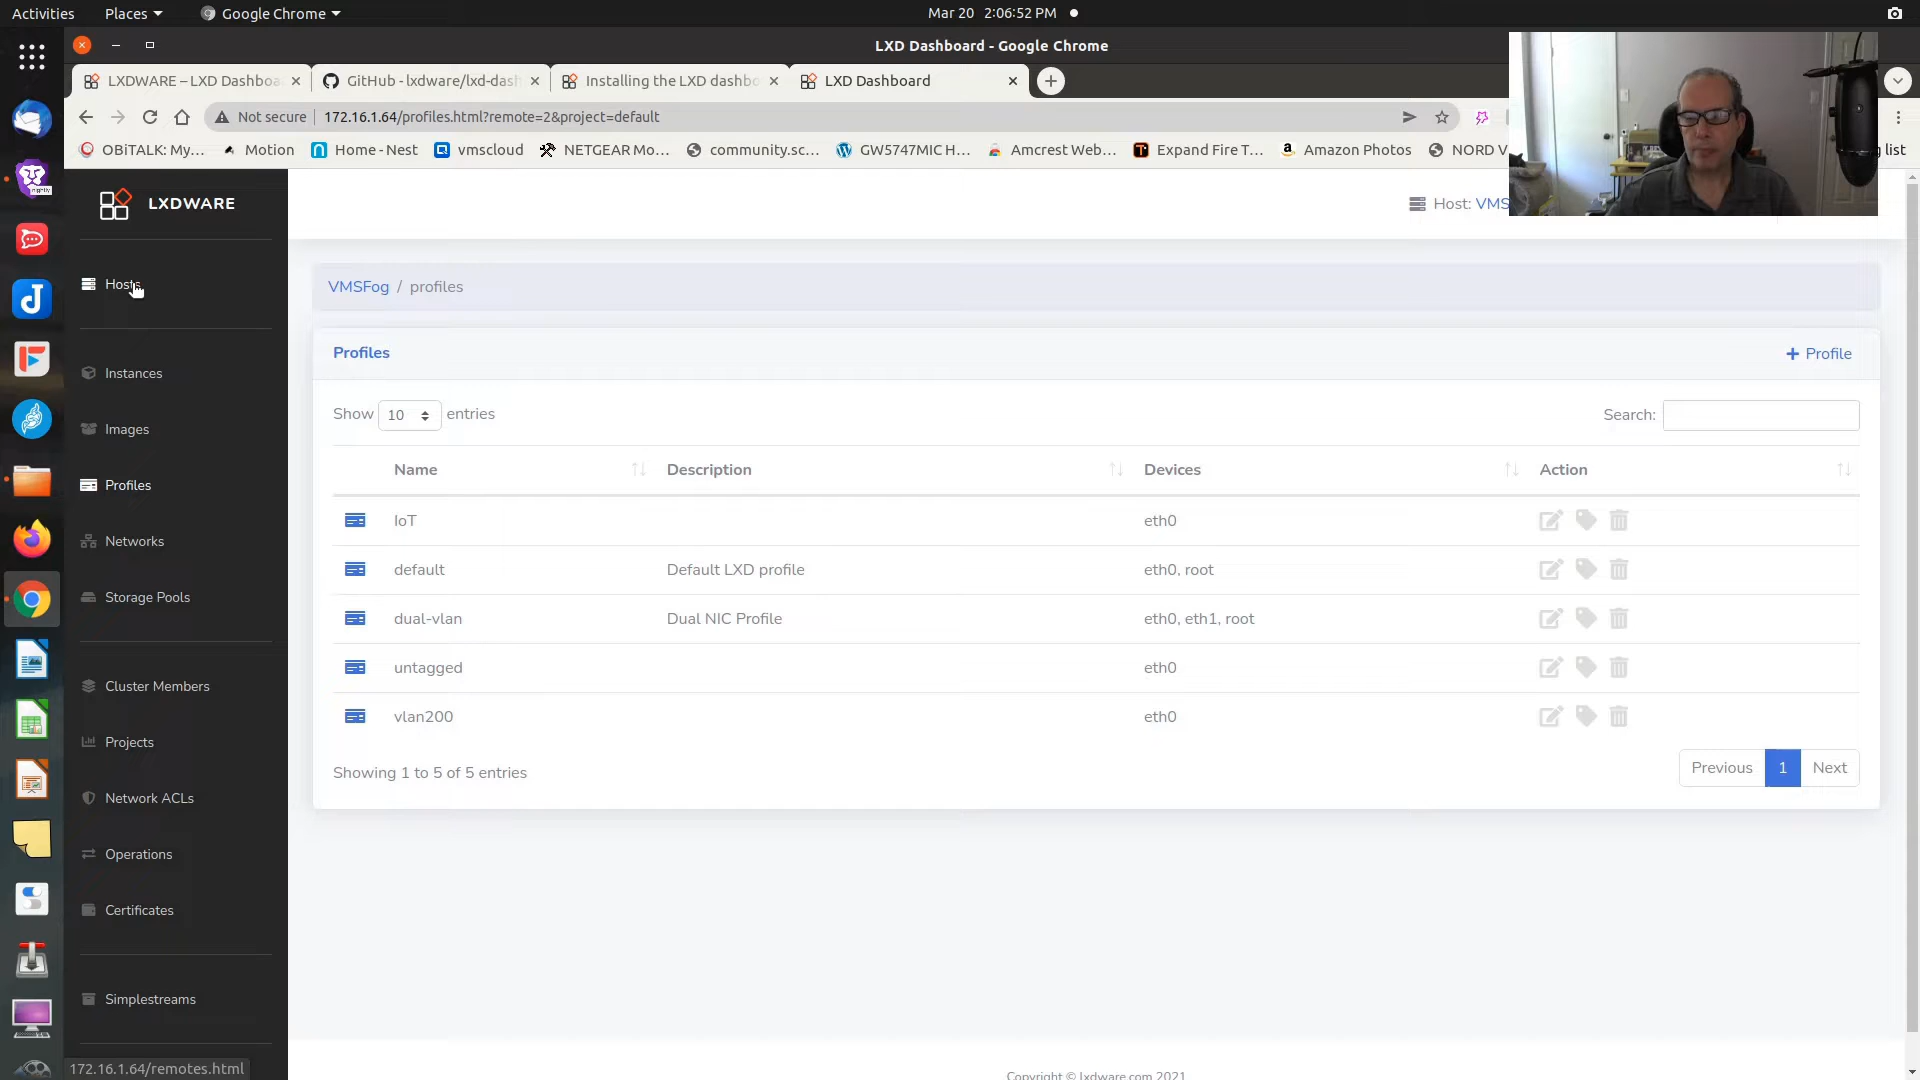 Activities
Places
Google Chrome
Mar 20 2:06:52 PM
LXD Dashboard - Google Chrome
LXDWARE – LXD Dashboa
GitHub - lxdware/lxd-dash
Installing the LXD dashbo
LXD Dashboard
Not secure
172.16.1.64/profiles.html?remote=2&project=default
OBiTALK: My...
Motion
Home - Nest
vmscloud
NETGEAR Mo...
community.sc...
GW5747MIC H...
Amcrest Web...
Expand Fire T...
Amazon Photos
NORD V
g list
LXDWARE
Host: VMS
Hosts
Instances
Images
Profiles
Networks
Storage Pools
Cluster Members
Projects
Network ACLs
Operations
Certificates
Simplestreams
172.16.1.64/remotes.html
VMSFog / profiles
Profiles
+ Profile
Show 10 entries
Search:
Name Description Devices Action
IoT eth0
default Default LXD profile eth0, root
dual-vlan Dual NIC Profile eth0, eth1, root
untagged eth0
vlan200 eth0
Showing 1 to 5 of 5 entries
Previous 1 Next
Copyright © lxdware.com 2021